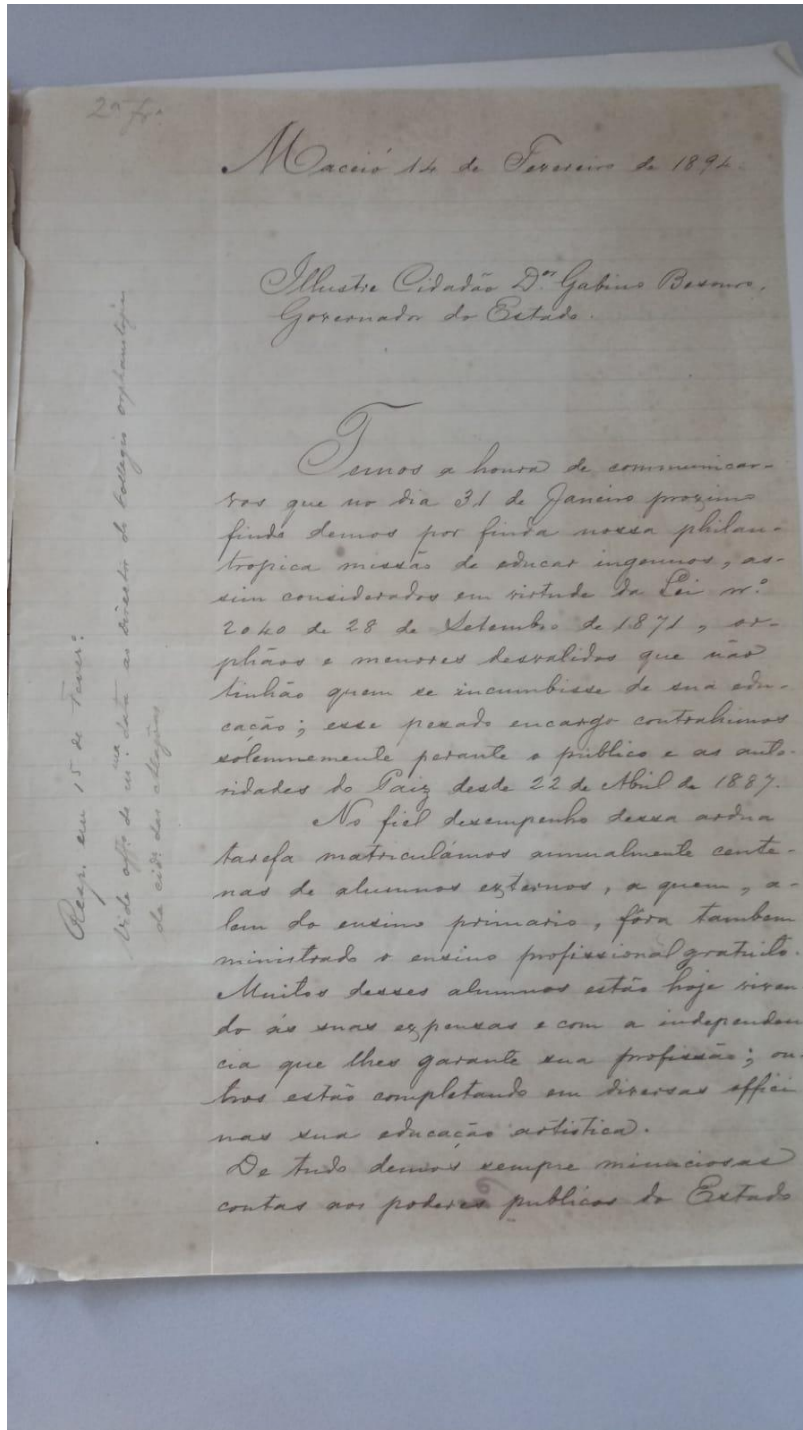 2ª
Maceió 14 de Fevereiro de 1894.
Illustre Cidadão Dor Gabino Besouro,
Governador do Estado.
Temos a honra de communicar-
vos que no dia 31 de Janeiro proximo
findo demos por finda nossa philan-
tropica missão de educar ingenuos, as-
sim considerados em virtude da Lei nº
2040 de 28 de Setembro de 1871, or-
phãos e menores desvalidos que não
tinhão quem se incumbisse de sua edu-
cação; esse pezado encargo contrahimos
solemnemente perante o publico e as auto-
ridades do Paiz desde 22 de Abril de 1887.
No fiel desempenho dessa ardua
tarefa matriculámos annualmente cente-
nas de alumnos externos, a quem, a-
lem do ensino primario, fôra tambem
ministrado o ensino profissional gratuito.
Muitos desses alumnos estão hoje viven
do ás suas expensas e com a independen
cia que lhes garante sua profissão; ou-
tros estão completando em diversas offici
nas sua educação artistica.
De tudo demos sempre minuciosas
contas aos poderes publicos do Estado
Resp. em 15 de Fever:
Vide offº de mma data ao director do collegio orphanologico
da cidr das Alagôas